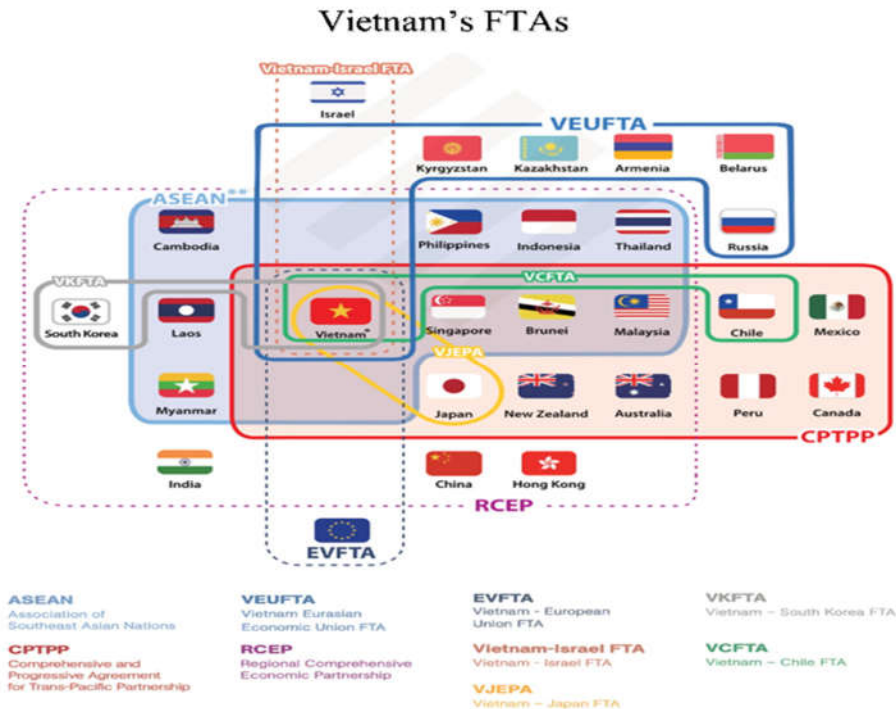 Vietnam's FTAs
Vietnam-Israel FTA
Israel
VEUFTA
Kyrgyzstan Kazakhstan Armenia Belarus
ASEAN**
Cambodia Philippines Indonesia Thailand Russia
VKFTA VCFTA
South Korea Laos Vietnam* Singapore Brunei Malaysia Chile Mexico
VJEPA
Myanmar Japan New Zealand Australia Peru Canada
CPTPP
India China Hong Kong
RCEP
EVFTA
ASEAN
Association of
Southeast Asian Nations
CPTPP
Comprehensive and
Progressive Agreement
for Trans-Pacific Partnership
VEUFTA
Vietnam Eurasian
Economic Union FTA
RCEP
Regional Comprehensive
Economic Partnership
EVFTA
Vietnam - European
Union FTA
Vietnam-Israel FTA
Vietnam - Israel FTA
VJEPA
Vietnam – Japan FTA
VKFTA
Vietnam – South Korea FTA
VCFTA
Vietnam – Chile FTA